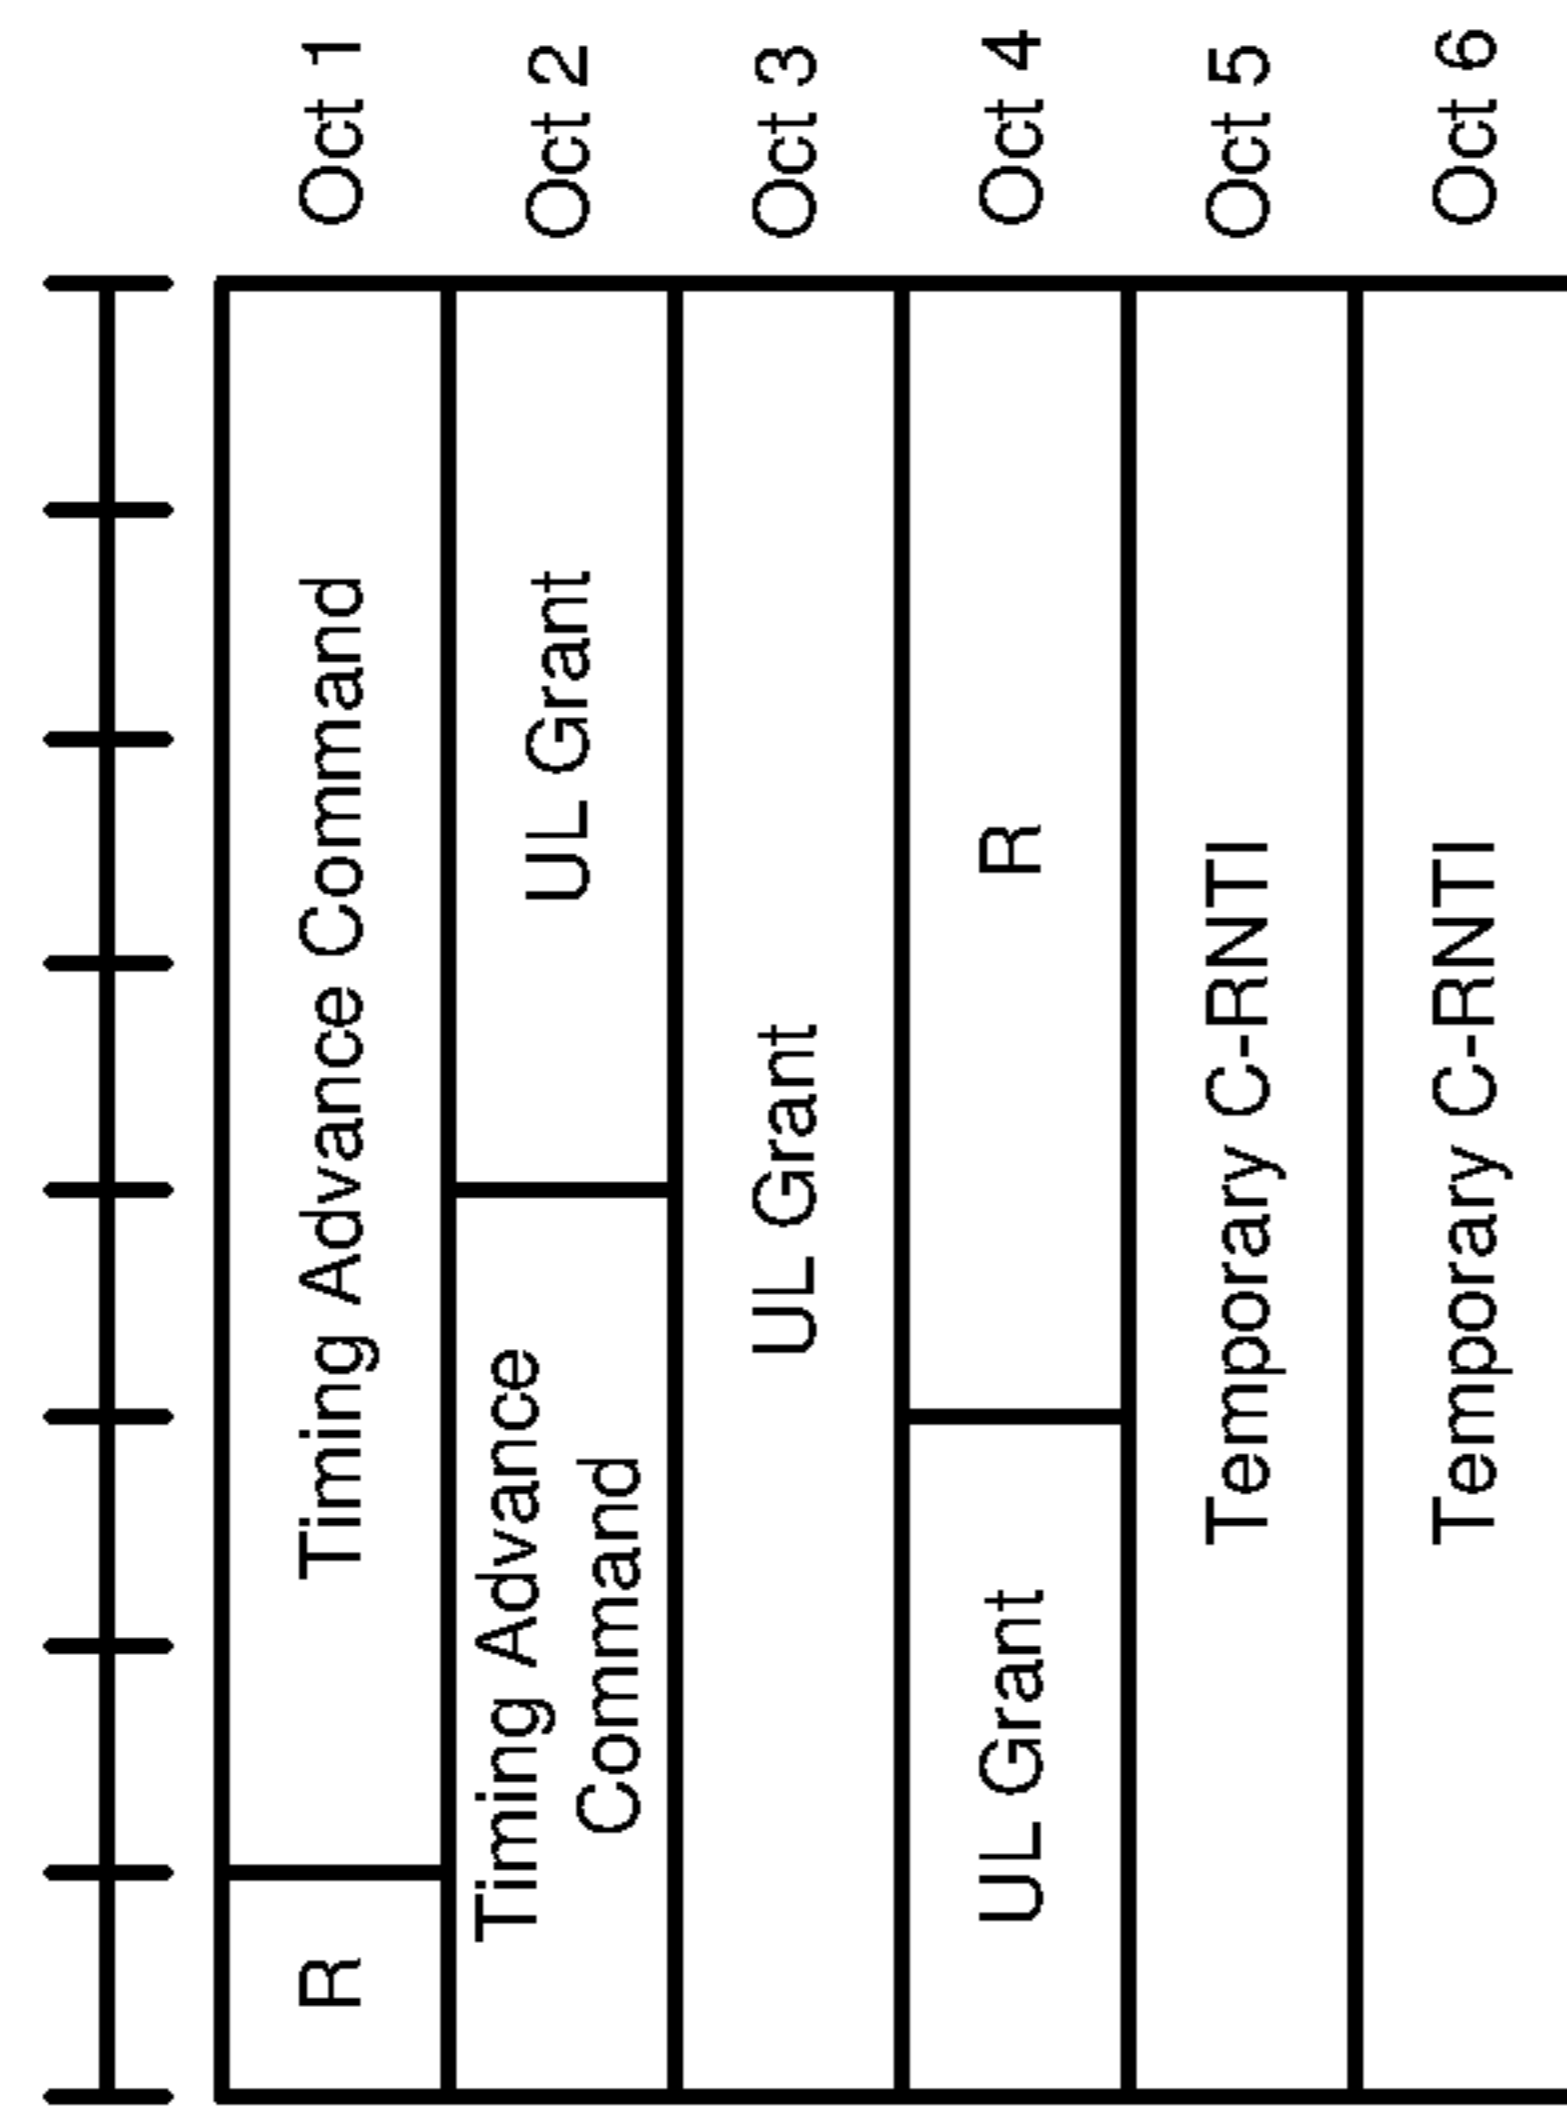 R Timing Advance Command Oct 1
Timing Advance
Command
UL Grant Oct 2
UL Grant Oct 3
UL Grant R Oct 4
Temporary C-RNTI Oct 5
Temporary C-RNTI Oct 6